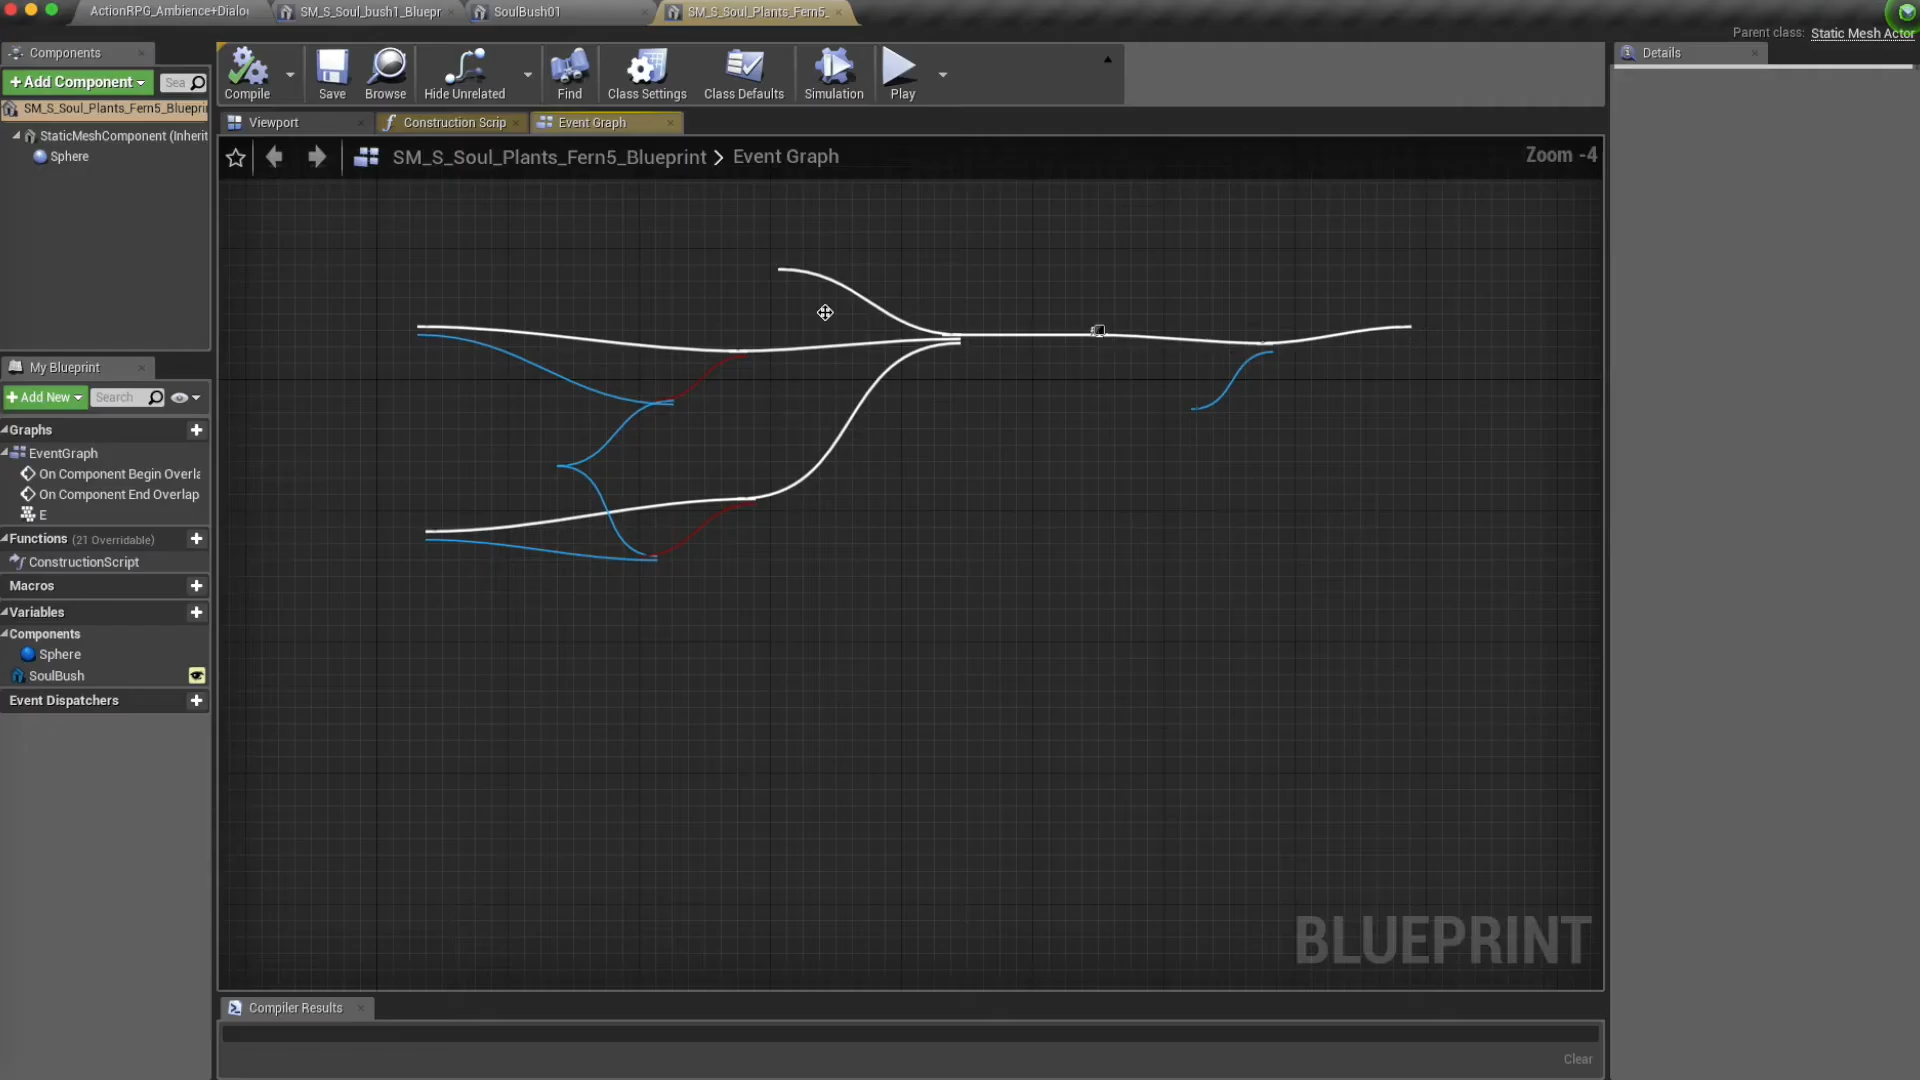 ActionRPG_Ambience+Dialo
SM_S_Soul_bush1_Bluepr
SoulBush01
SM_S_Soul_Plants_Fern5_
Parent class: Static Mesh Actor
Components
+ Add Component
Sea
SM_S_Soul_Plants_Fern5_Bluepri
StaticMeshComponent (Inherit
Sphere
Compile
Save
Browse
Hide Unrelated
Find
Class Settings
Class Defaults
Simulation
Play
Details
Viewport
Construction Scrip
Event Graph
SM_S_Soul_Plants_Fern5_Blueprint > Event Graph
Zoom -4
My Blueprint
+ Add New
Search
Graphs
EventGraph
On Component Begin Overla
On Component End Overlap
E
Functions (21 Overridable)
ConstructionScript
Macros
Variables
Components
Sphere
SoulBush
Event Dispatchers
BLUEPRINT
Compiler Results
Clear